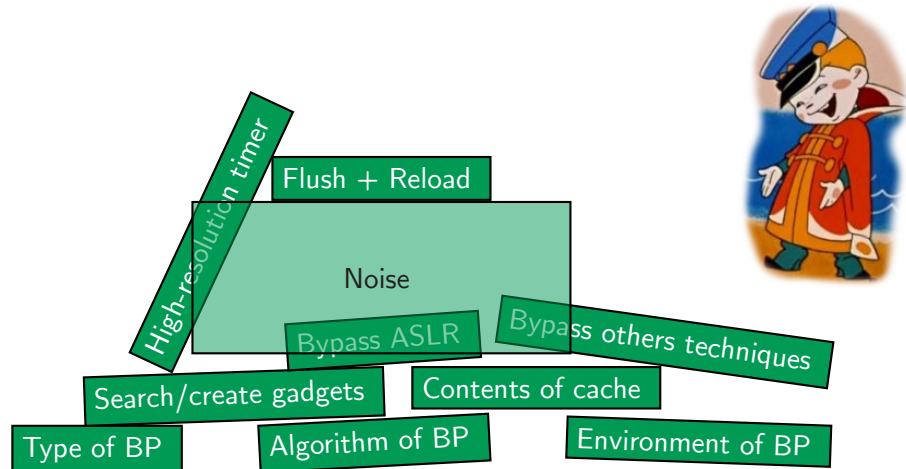 High-resolution timer
Flush + Reload
Noise
Bypass ASLR
Bypass others techniques
Search/create gadgets
Contents of cache
Type of BP
Algorithm of BP
Environment of BP